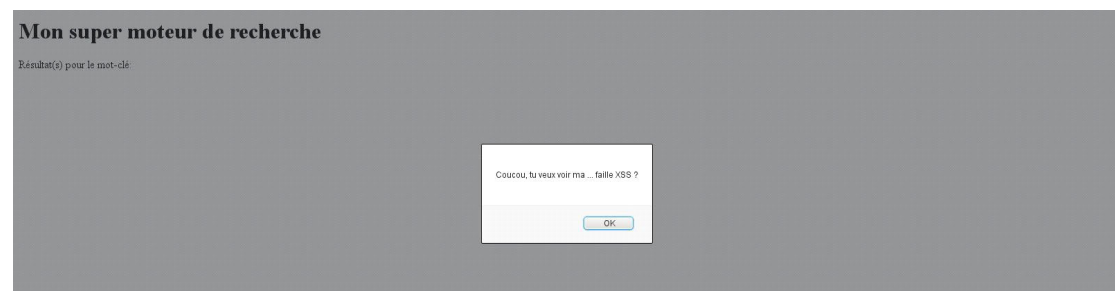 Mon super moteur de recherche
Résultat(s) pour le mot-clé:
Coucou, tu veux voir ma ... faille XSS ?
OK